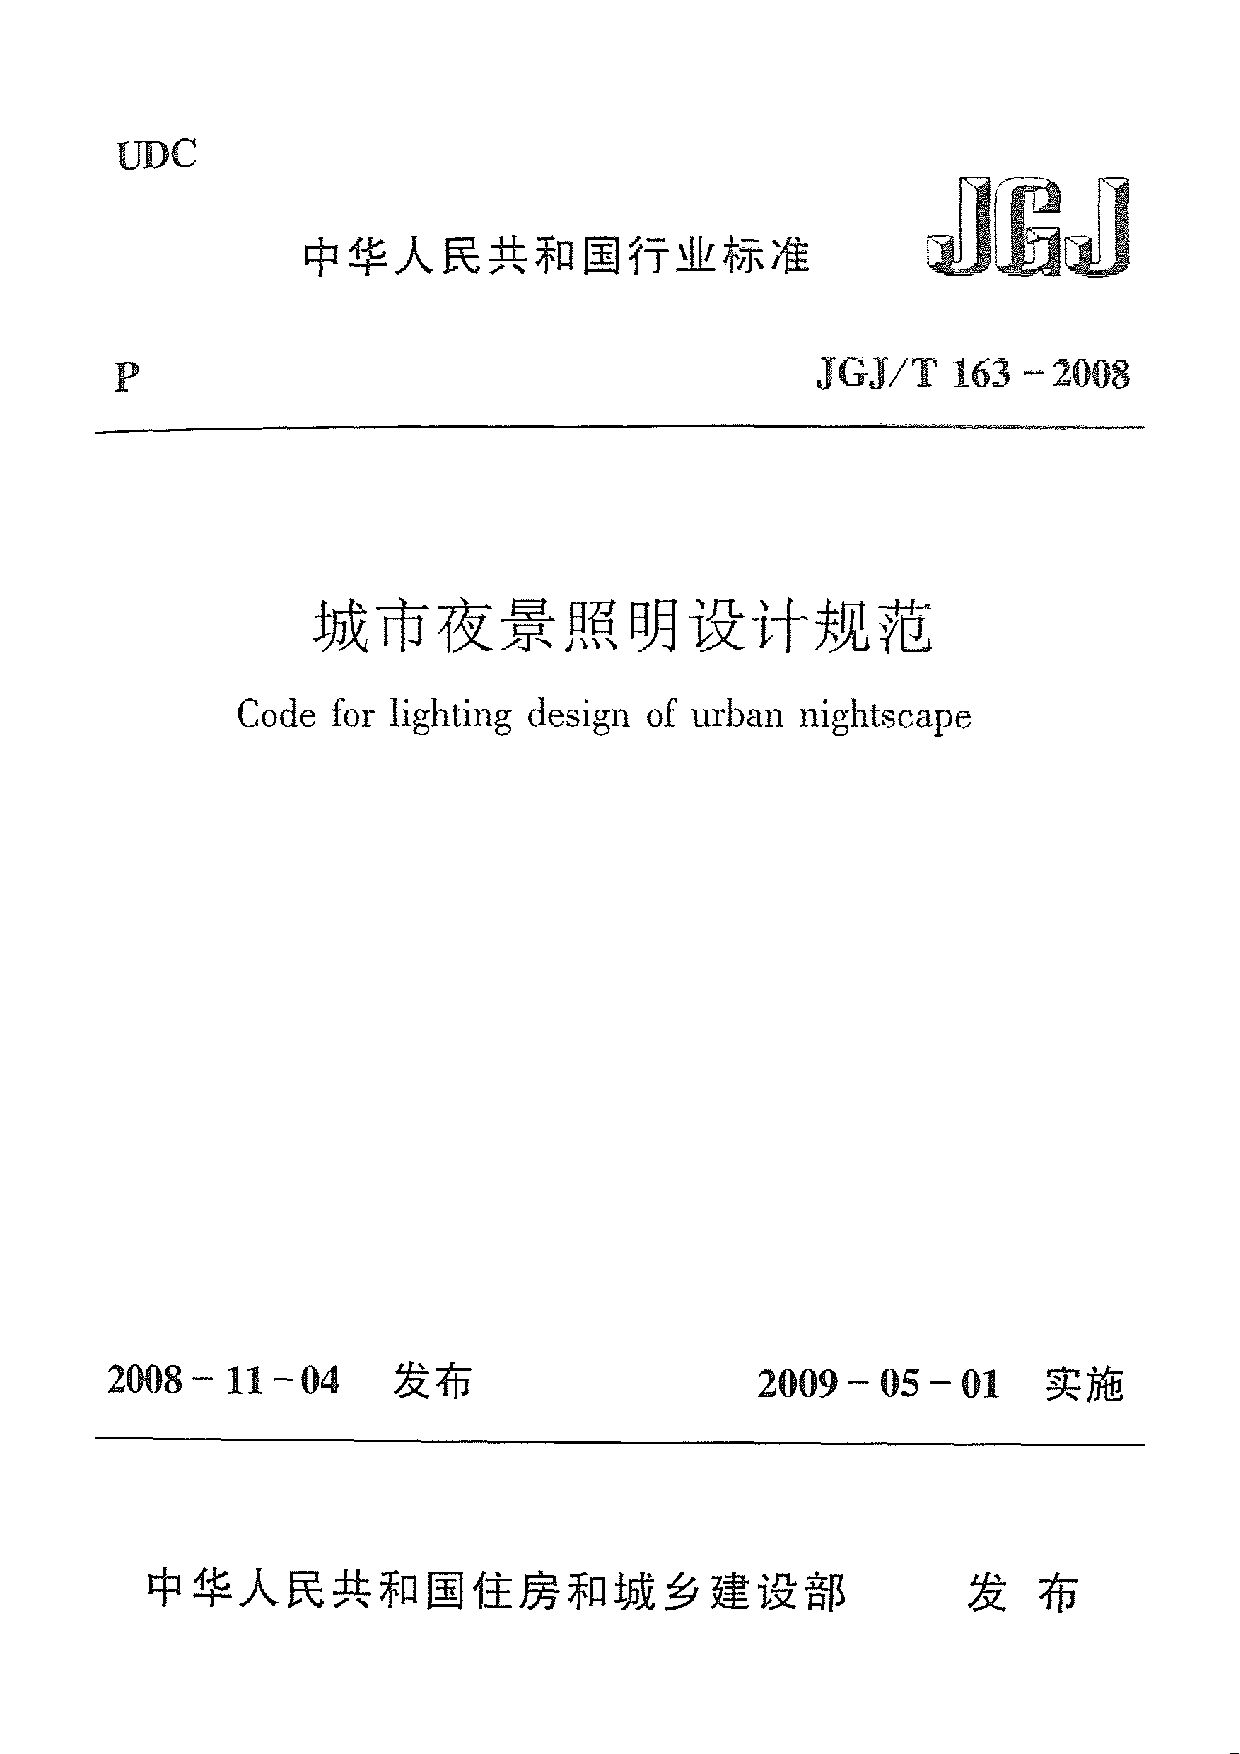 UDC
JGJ
中华人民共和国行业标准
P
JGJ/T 163－2008
城市夜景照明设计规范
Code for lighting design of urban nightscape
2008－11－04 发布
2009－05－01 实施
中华人民共和国住房和城乡建设部 发 布